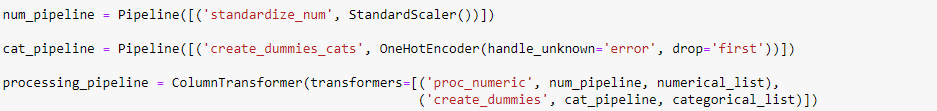 num_pipeline = Pipeline([('standardize_num', StandardScaler())])
cat_pipeline = Pipeline([('create_dummies_cats', OneHotEncoder(handle_unknown='error', drop='first'))])
processing_pipeline = ColumnTransformer(transformers=[('proc_numeric', num_pipeline, numerical_list),
('create_dummies', cat_pipeline, categorical_list)])